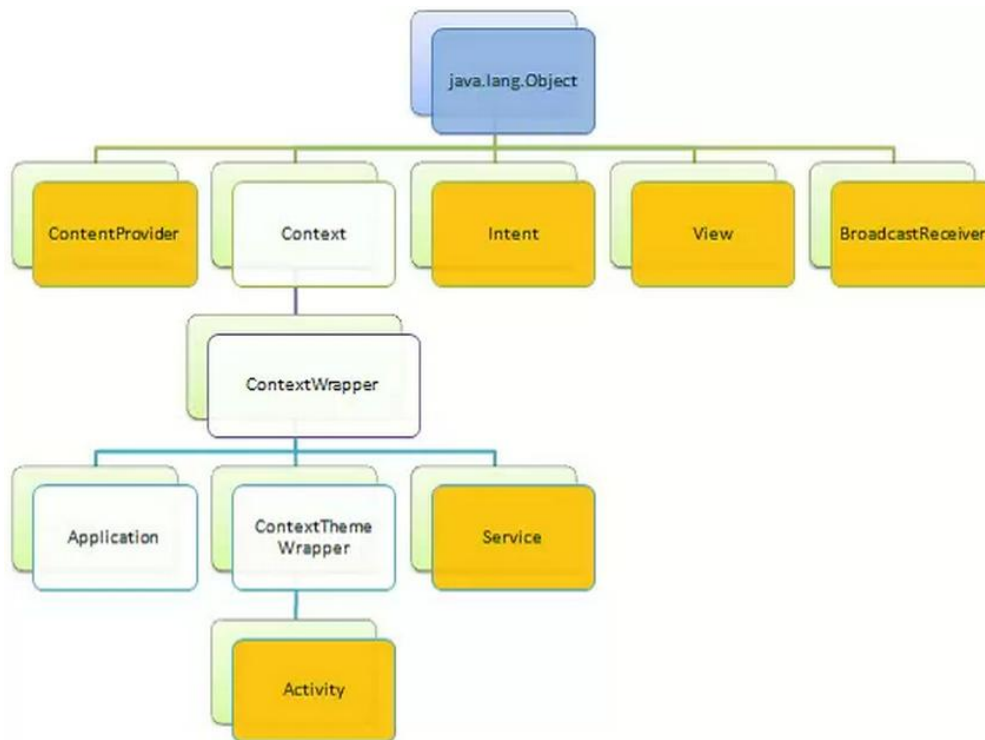 java.lang.Object
ContentProvider
Context
Intent
View
BroadcastReceiver
ContextWrapper
Application
ContextTheme
Wrapper
Service
Activity